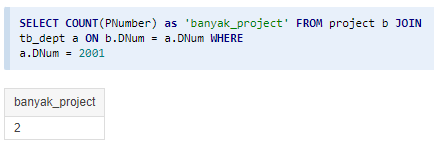 SELECT COUNT(PNumber) as 'banyak_project' FROM project b JOIN
tb_dept a ON b.DNum = a.DNum WHERE
a.DNum = 2001
banyak_project
2